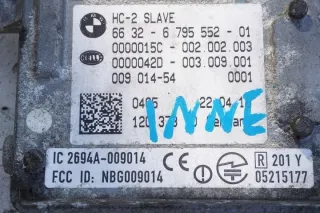 HC-2 SLAVE
66 32 - 6 795 552 - 01
0000015C - 002.002.003
0000042D - 003.009.001
009 014-54 0001
INNE
IC 2694A-009014
FCC ID: NBG009014
CE
R 201 Y
05215177